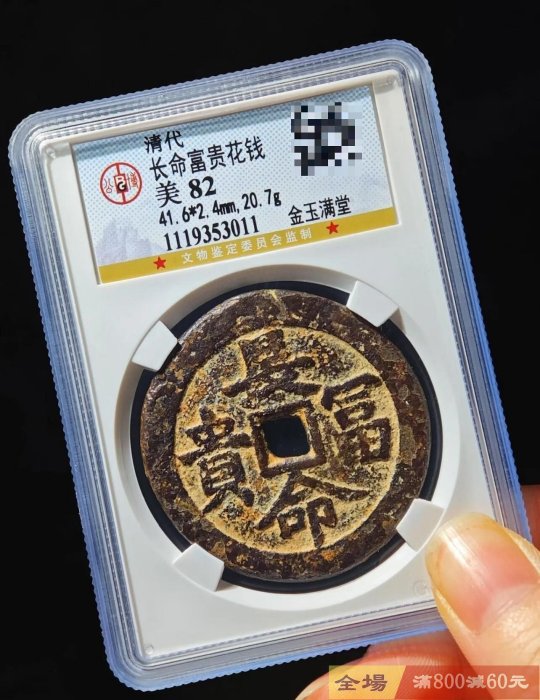 清代
长命富贵花钱
美 82
41.6*2.4mm,20.7g
1119353011
金玉满堂
文物鉴定委员会监制
公博
長命富貴
全場 滿800減60元